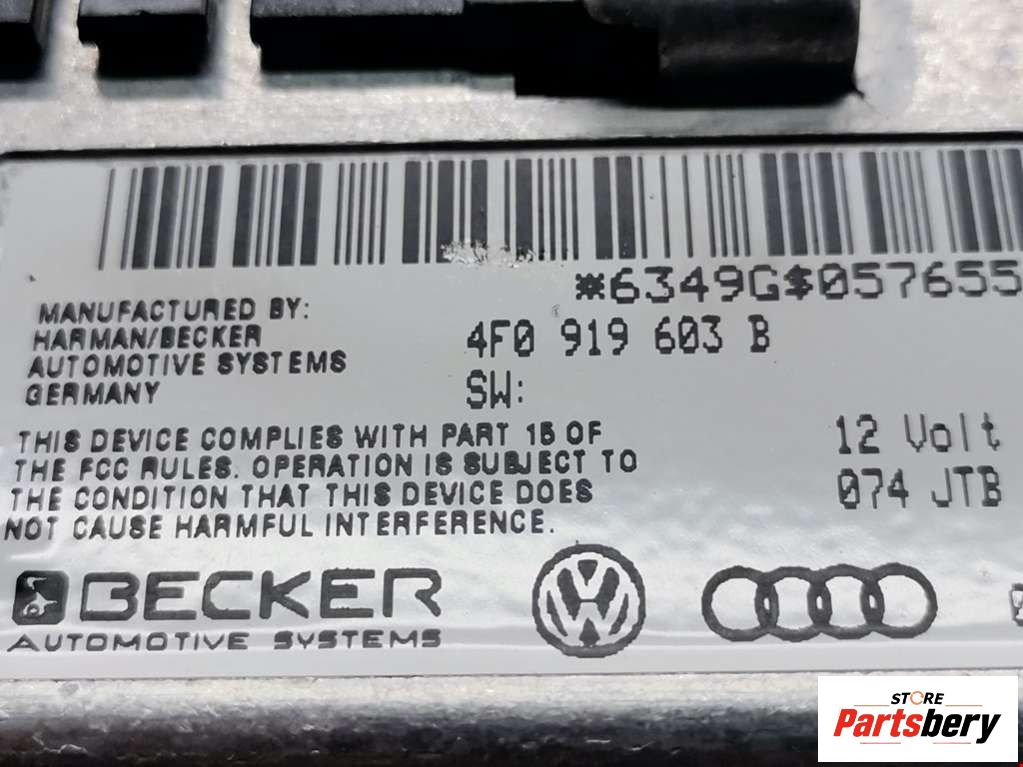 *6349G$057655
MANUFACTURED BY:
HARMAN/BECKER
AUTOMOTIVE SYSTEMS
GERMANY
4F0 919 603 B
SW:
THIS DEVICE COMPLIES WITH PART 15 OF
THE FCC RULES. OPERATION IS SUBJECT TO
THE CONDITION THAT THIS DEVICE DOES
NOT CAUSE HARMFUL INTERFERENCE.
12 Volt
074 JTB
BECKER
AUTOMOTIVE SYSTEMS
VW
STORE
Partsbery